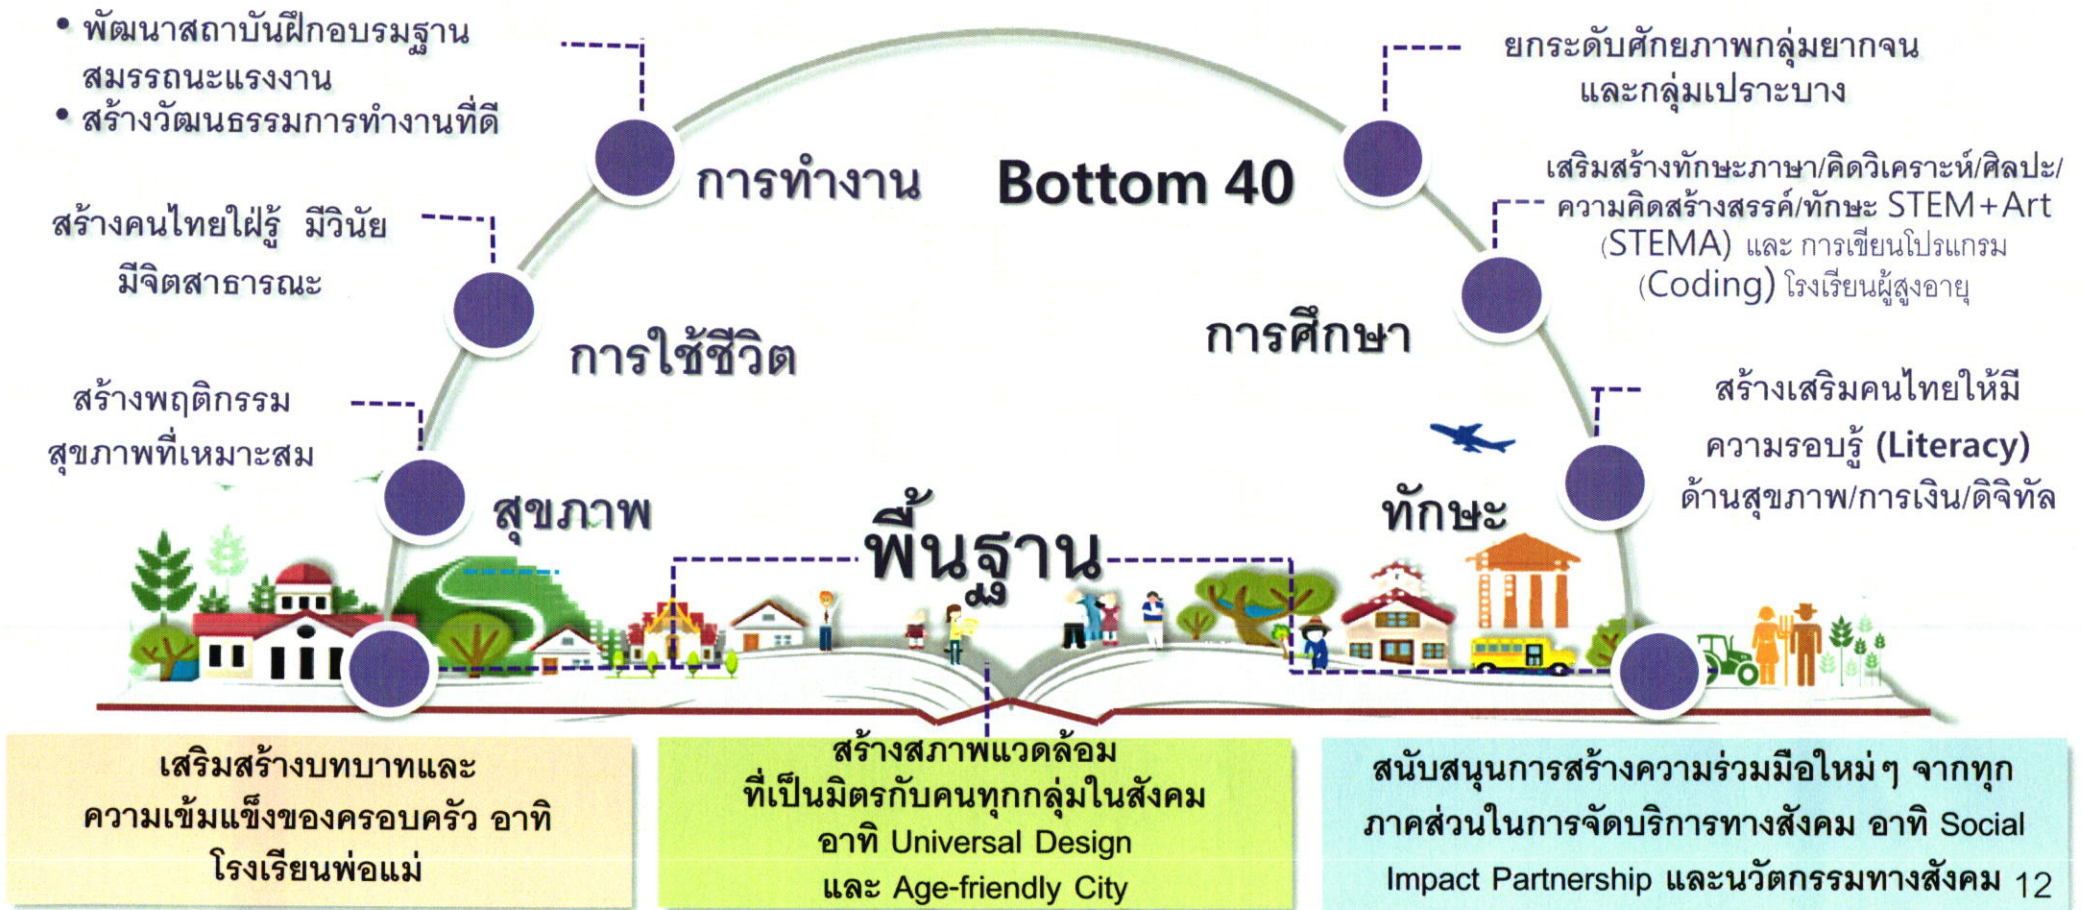 • พัฒนาสถาบันฝึกอบรมฐาน
สมรรถนะแรงงาน
• สร้างวัฒนธรรมการทำงานที่ดี
การทำงาน
สร้างคนไทยใฝ่รู้ มีวินัย
มีจิตสาธารณะ
การใช้ชีวิต
สร้างพฤติกรรม
สุขภาพที่เหมาะสม
สุขภาพ
Bottom 40
ยกระดับศักยภาพกลุ่มยากจน
และกลุ่มเปราะบาง
เสริมสร้างทักษะภาษา/คิดวิเคราะห์/ศิลปะ/
ความคิดสร้างสรรค์/ทักษะ STEM+Art
(STEMA) และ การเขียนโปรแกรม
(Coding) โรงเรียนผู้สูงอายุ
การศึกษา
สร้างเสริมคนไทยให้มี
ความรอบรู้ (Literacy)
ด้านสุขภาพ/การเงิน/ดิจิทัล
ทักษะ
พื้นฐาน
เสริมสร้างบทบาทและ
ความเข้มแข็งของครอบครัว อาทิ
โรงเรียนพ่อแม่
สร้างสภาพแวดล้อม
ที่เป็นมิตรกับคนทุกกลุ่มในสังคม
อาทิ Universal Design
และ Age-friendly City
สนับสนุนการสร้างความร่วมมือใหม่ๆ จากทุก
ภาคส่วนในการจัดบริการทางสังคม อาทิ Social
Impact Partnership และนวัตกรรมทางสังคม
12